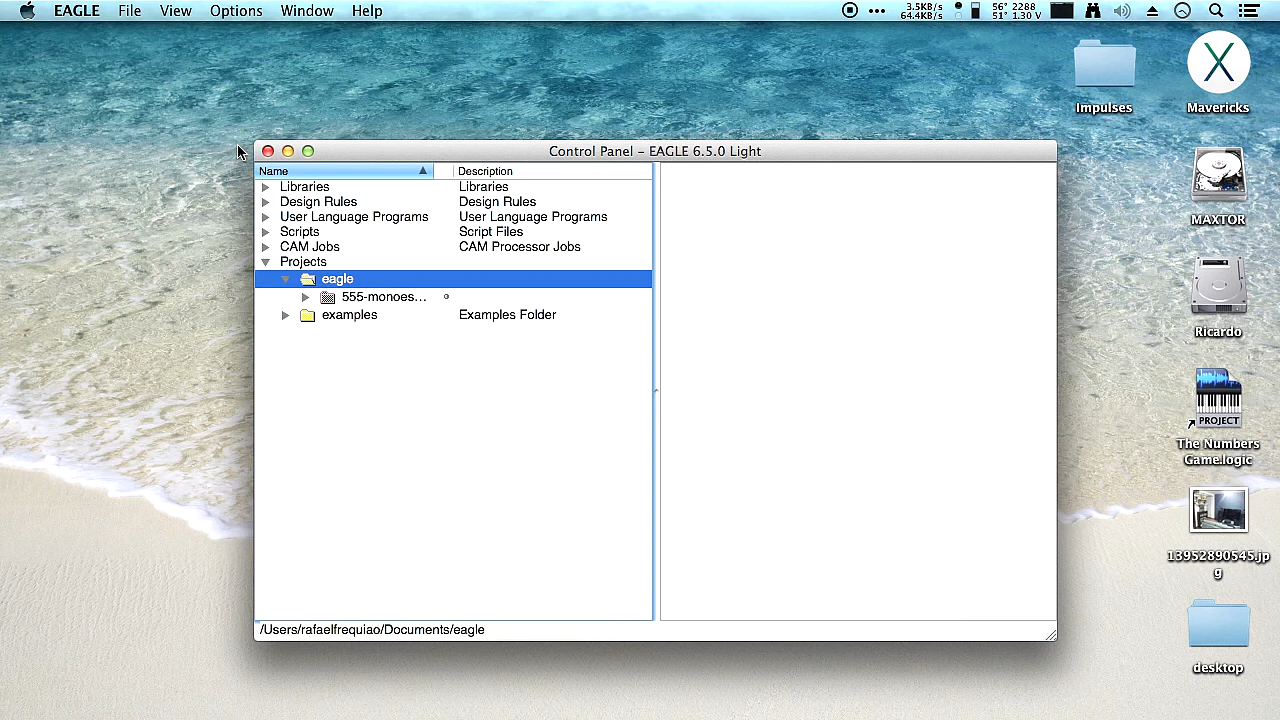 EAGLE File View Options Window Help 3.5KB/s 56° 2288
64.4KB/s 51° 1.30 V
Impulses
Mavericks
Control Panel – EAGLE 6.5.0 Light
Name Description
Libraries Libraries
Design Rules Design Rules
User Language Programs User Language Programs
Scripts Script Files
CAM Jobs CAM Processor Jobs
Projects
eagle
555-monoes...
examples Examples Folder
/Users/rafaelfrequiao/Documents/eagle
MAXTOR
Ricardo
PROJECT
The Numbers
Game.logic
13952890545.jp
g
desktop